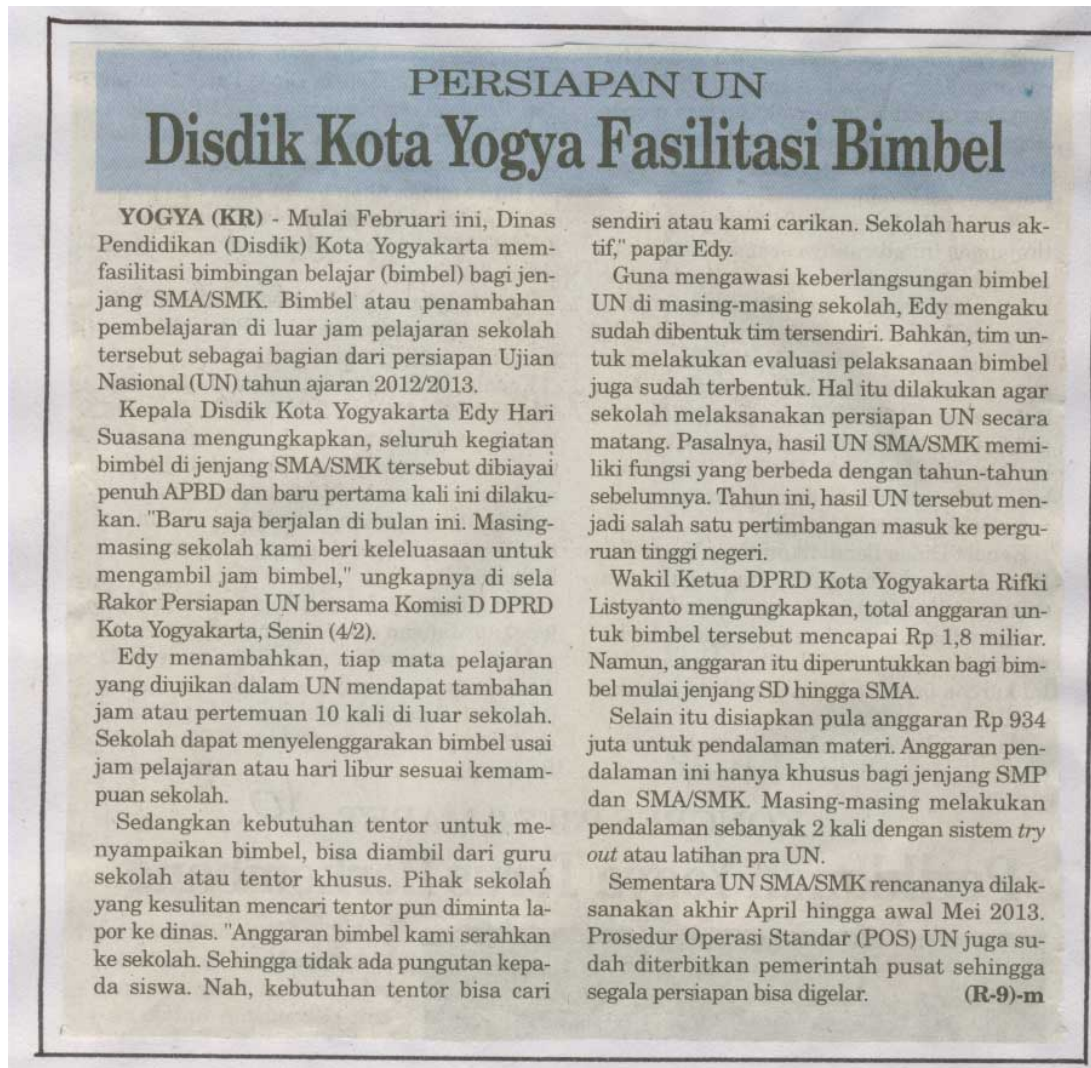 PERSIAPAN UN
Disdik Kota Yogya Fasilitasi Bimbel
YOGYA (KR) - Mulai Februari ini, Dinas
Pendidikan (Disdik) Kota Yogyakarta mem-
fasilitasi bimbingan belajar (bimbel) bagi jen-
jang SMA/SMK. Bimbel atau penambahan
pembelajaran di luar jam pelajaran sekolah
tersebut sebagai bagian dari persiapan Ujian
Nasional (UN) tahun ajaran 2012/2013.
Kepala Disdik Kota Yogyakarta Edy Hari
Suasana mengungkapkan, seluruh kegiatan
bimbel di jenjang SMA/SMK tersebut dibiayai
penuh APBD dan baru pertama kali ini dilaku-
kan. "Baru saja berjalan di bulan ini. Masing-
masing sekolah kami beri keleluasaan untuk
mengambil jam bimbel," ungkapnya di sela
Rakor Persiapan UN bersama Komisi D DPRD
Kota Yogyakarta, Senin (4/2).
Edy menambahkan, tiap mata pelajaran
yang diujikan dalam UN mendapat tambahan
jam atau pertemuan 10 kali di luar sekolah.
Sekolah dapat menyelenggarakan bimbel usai
jam pelajaran atau hari libur sesuai kemam-
puan sekolah.
Sedangkan kebutuhan tentor untuk me-
nyampaikan bimbel, bisa diambil dari guru
sekolah atau tentor khusus. Pihak sekolah
yang kesulitan mencari tentor pun diminta la-
por ke dinas. "Anggaran bimbel kami serahkan
ke sekolah. Sehingga tidak ada pungutan kepa-
da siswa. Nah, kebutuhan tentor bisa cari
sendiri atau kami carikan. Sekolah harus ak-
tif," papar Edy.
Guna mengawasi keberlangsungan bimbel
UN di masing-masing sekolah, Edy mengaku
sudah dibentuk tim tersendiri. Bahkan, tim un-
tuk melakukan evaluasi pelaksanaan bimbel
juga sudah terbentuk. Hal itu dilakukan agar
sekolah melaksanakan persiapan UN secara
matang. Pasalnya, hasil UN SMA/SMK memi-
liki fungsi yang berbeda dengan tahun-tahun
sebelumnya. Tahun ini, hasil UN tersebut men-
jadi salah satu pertimbangan masuk ke pergu-
ruan tinggi negeri.
Wakil Ketua DPRD Kota Yogyakarta Rifki
Listyanto mengungkapkan, total anggaran un-
tuk bimbel tersebut mencapai Rp 1,8 miliar.
Namun, anggaran itu diperuntukkan bagi bim-
bel mulai jenjang SD hingga SMA.
Selain itu disiapkan pula anggaran Rp 934
juta untuk pendalaman materi. Anggaran pen-
dalaman ini hanya khusus bagi jenjang SMP
dan SMA/SMK. Masing-masing melakukan
pendalaman sebanyak 2 kali dengan sistem try
out atau latihan pra UN.
Sementara UN SMA/SMK rencananya dilak-
sanakan akhir April hingga awal Mei 2013.
Prosedur Operasi Standar (POS) UN juga su-
dah diterbitkan pemerintah pusat sehingga
segala persiapan bisa digelar. (R-9)-m